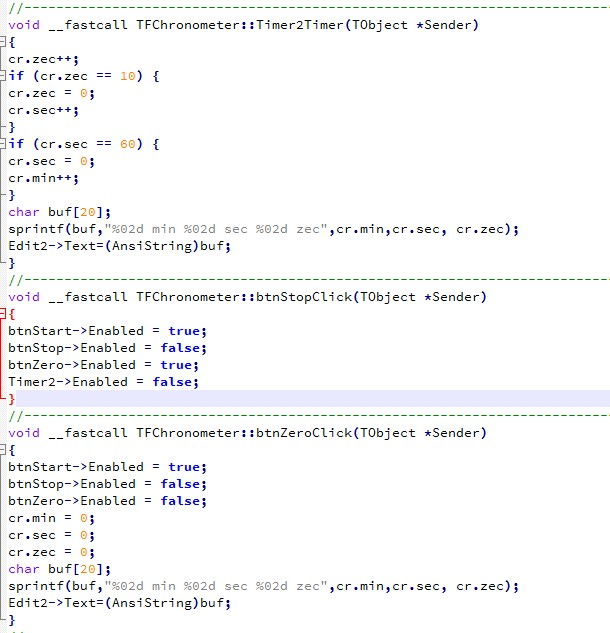 //--------------------------------------------------------------------------
void __fastcall TFChronometer::Timer2Timer(TObject *Sender)
{
cr.zec++;
if (cr.zec == 10) {
cr.zec = 0;
cr.sec++;
}
if (cr.sec == 60) {
cr.sec = 0;
cr.min++;
}
char buf[20];
sprintf(buf,"%02d min %02d sec %02d zec",cr.min,cr.sec, cr.zec);
Edit2->Text=(AnsiString)buf;
}
//--------------------------------------------------------------------------
void __fastcall TFChronometer::btnStopClick(TObject *Sender)
{
btnStart->Enabled = true;
btnStop->Enabled = false;
btnZero->Enabled = true;
Timer2->Enabled = false;
}
//--------------------------------------------------------------------------
void __fastcall TFChronometer::btnZeroClick(TObject *Sender)
{
btnStart->Enabled = true;
btnStop->Enabled = false;
btnZero->Enabled = false;
cr.min = 0;
cr.sec = 0;
cr.zec = 0;
char buf[20];
sprintf(buf,"%02d min %02d sec %02d zec",cr.min,cr.sec, cr.zec);
Edit2->Text=(AnsiString)buf;
}